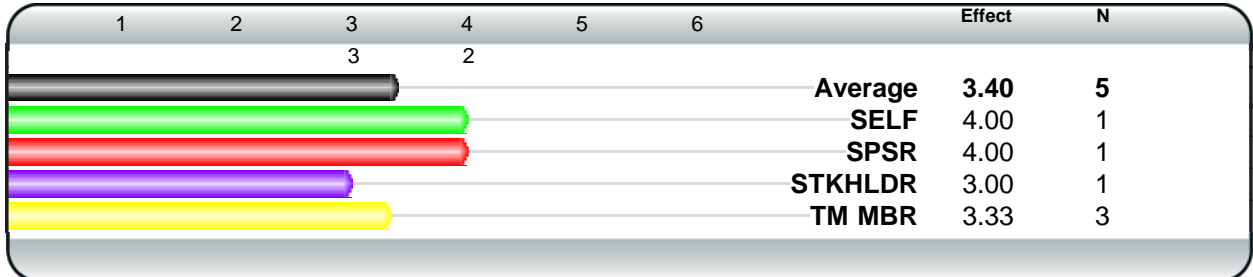 1 2 3 4 5 6 Effect N
3 2
Average 3.40 5
SELF 4.00 1
SPSR 4.00 1
STKHLDR 3.00 1
TM MBR 3.33 3